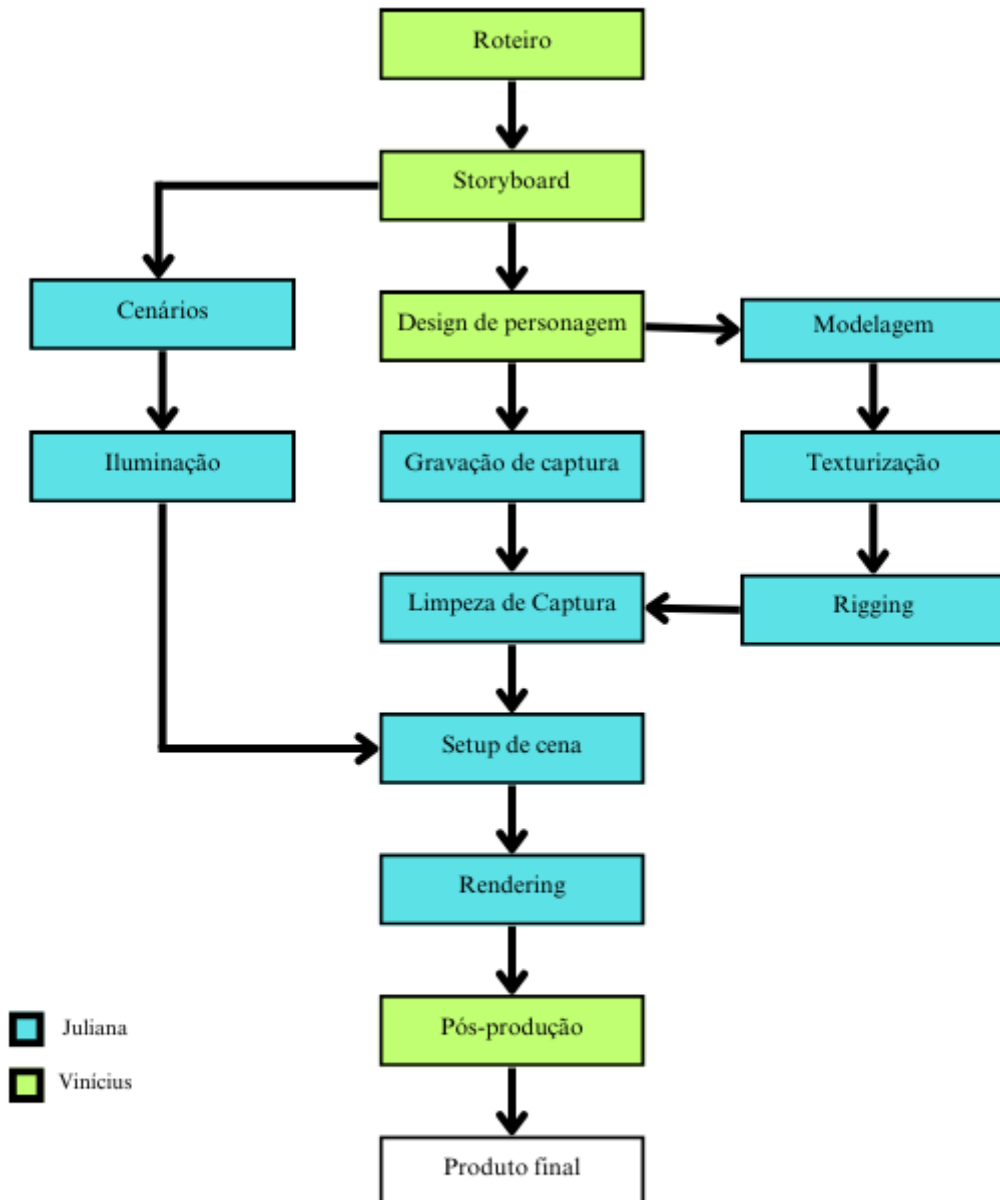 Roteiro
Storyboard
Cenários
Design de personagem
Modelagem
Iluminação
Gravação de captura
Texturização
Limpeza de Captura
Rigging
Setup de cena
Rendering
Pós-produção
Juliana
Vinícius
Produto final